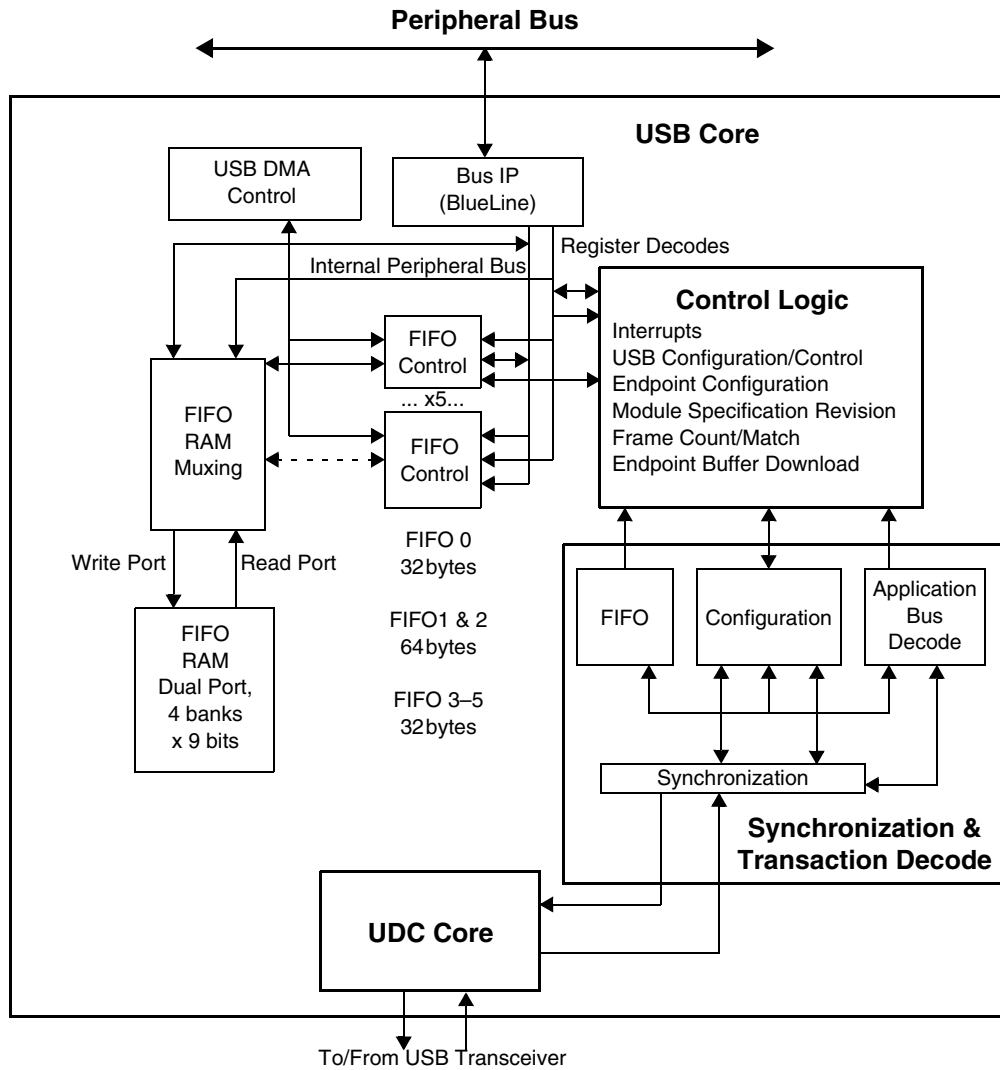 Peripheral Bus
USB Core
USB DMA
Control
Bus IP
(BlueLine)
Register Decodes
Internal Peripheral Bus
Control Logic
Interrupts
USB Configuration/Control
Endpoint Configuration
Module Specification Revision
Frame Count/Match
Endpoint Buffer Download
FIFO
Control
... x5...
FIFO
Control
FIFO
RAM
Muxing
Write Port
Read Port
FIFO 0
32bytes
FIFO1 & 2
64bytes
FIFO 3–5
32bytes
FIFO
RAM
Dual Port,
4 banks
x 9 bits
FIFO
Configuration
Application
Bus
Decode
Synchronization
Synchronization &
Transaction Decode
UDC Core
To/From USB Transceiver